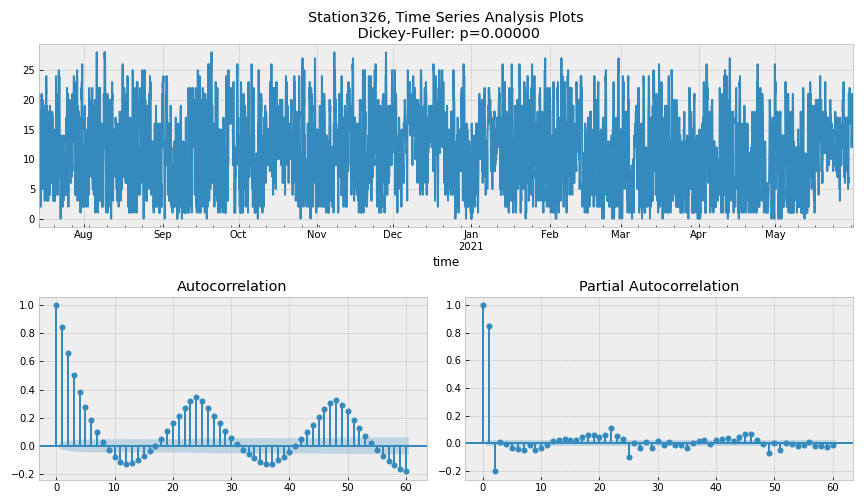 Station326, Time Series Analysis Plots
Dickey-Fuller: p=0.00000
25
20
15
10
5
0
Aug Sep Oct Nov Dec Jan Feb Mar Apr May
2021
time
Autocorrelation Partial Autocorrelation
1.0 1.0
0.8 0.8
0.6 0.6
0.4 0.4
0.2 0.2
0.0 0.0
−0.2 −0.2
0 10 20 30 40 50 60 0 10 20 30 40 50 60